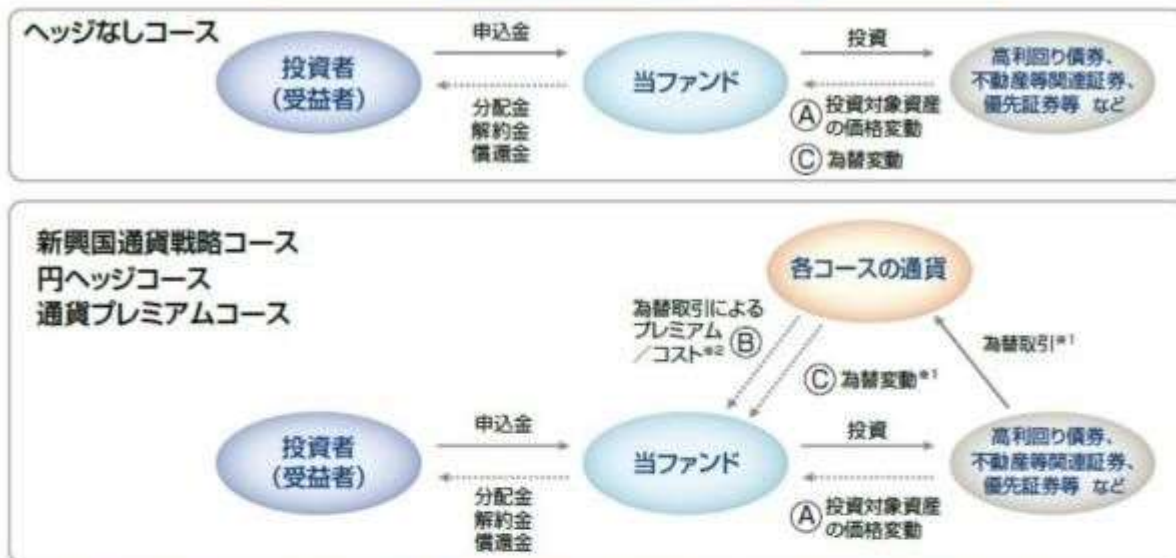 ヘッジなしコース
投資者
(受益者)
申込金
分配金
解約金
償還金
当ファンド
投資
Ⓐ 投資対象資産
の価格変動
Ⓒ 為替変動
高利回り債券、
不動産等関連証券、
優先証券等 など
新興国通貨戦略コース
円ヘッジコース
通貨プレミアムコース
各コースの通貨
為替取引による
プレミアム
／コスト※2 Ⓑ
Ⓒ 為替変動※1
為替取引※1
投資者
(受益者)
申込金
分配金
解約金
償還金
当ファンド
投資
Ⓐ 投資対象資産
の価格変動
高利回り債券、
不動産等関連証券、
優先証券等 など